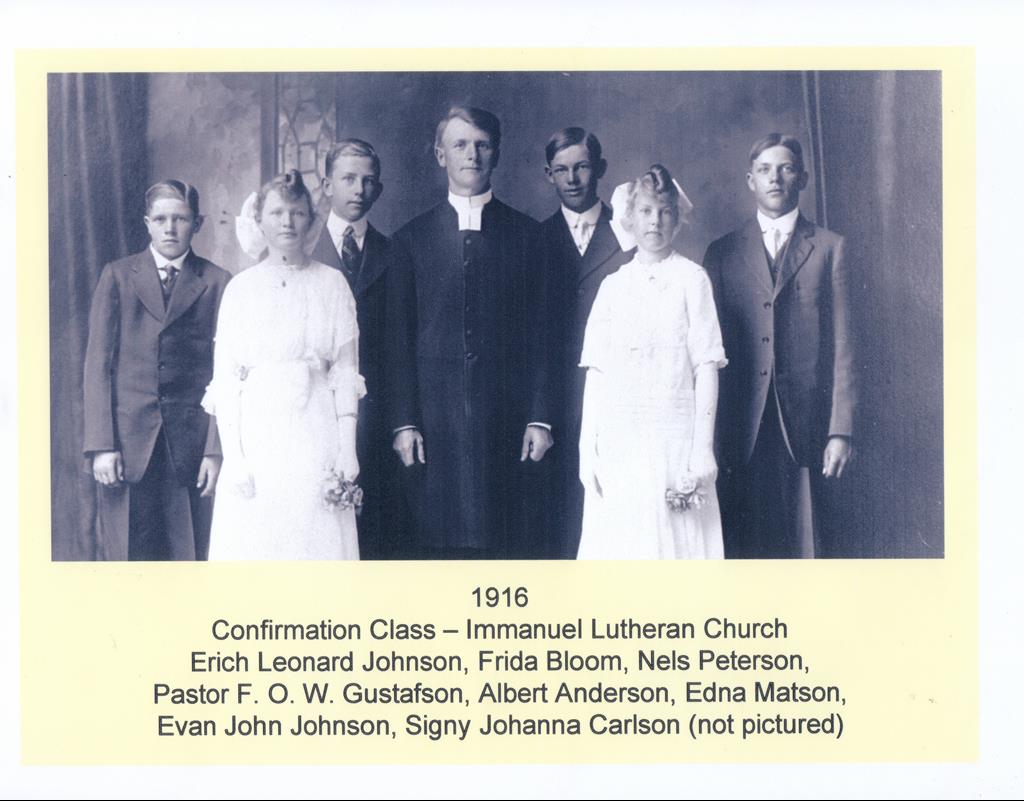 1916
Confirmation Class – Immanuel Lutheran Church
Erich Leonard Johnson, Frida Bloom, Nels Peterson,
Pastor F. O. W. Gustafson, Albert Anderson, Edna Matson,
Evan John Johnson, Signy Johanna Carlson (not pictured)